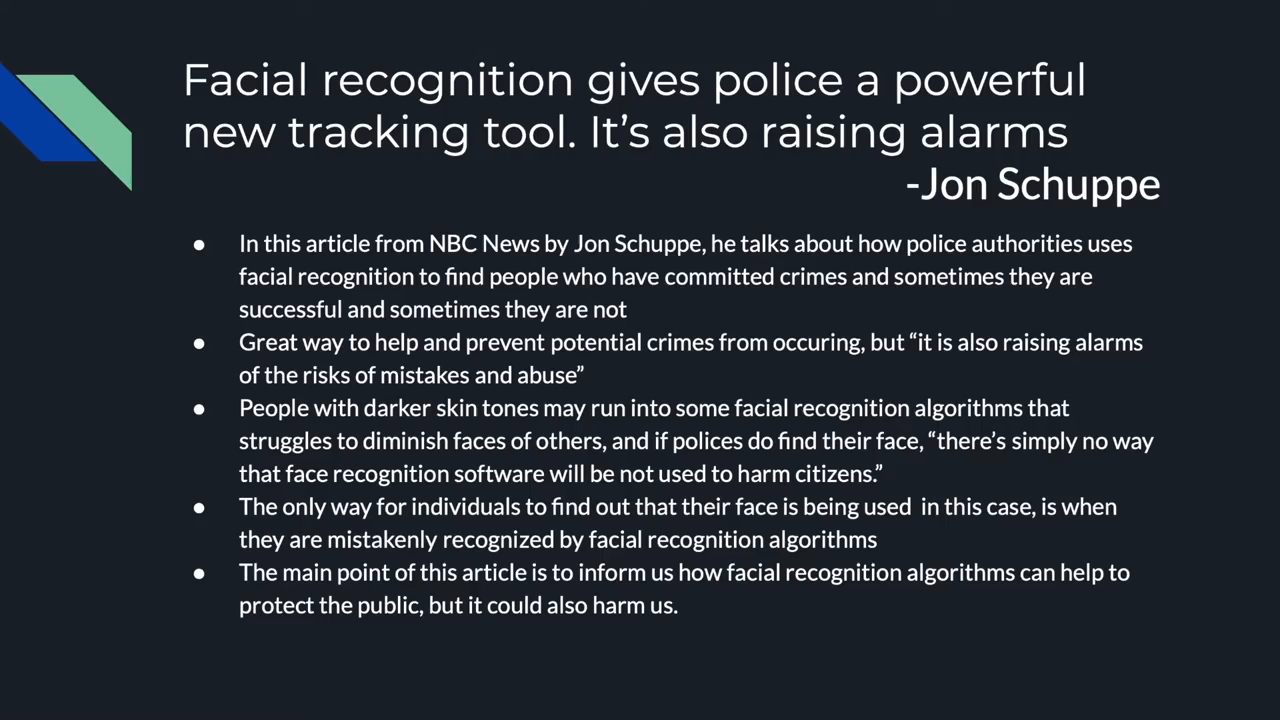 Facial recognition gives police a powerful
new tracking tool. It’s also raising alarms
-Jon Schuppe
● In this article from NBC News by Jon Schuppe, he talks about how police authorities uses
facial recognition to find people who have committed crimes and sometimes they are
successful and sometimes they are not
● Great way to help and prevent potential crimes from occuring, but “it is also raising alarms
of the risks of mistakes and abuse”
● People with darker skin tones may run into some facial recognition algorithms that
struggles to diminish faces of others, and if polices do find their face, “there’s simply no way
that face recognition software will be not used to harm citizens.”
● The only way for individuals to find out that their face is being used  in this case, is when
they are mistakenly recognized by facial recognition algorithms
● The main point of this article is to inform us how facial recognition algorithms can help to
protect the public, but it could also harm us.